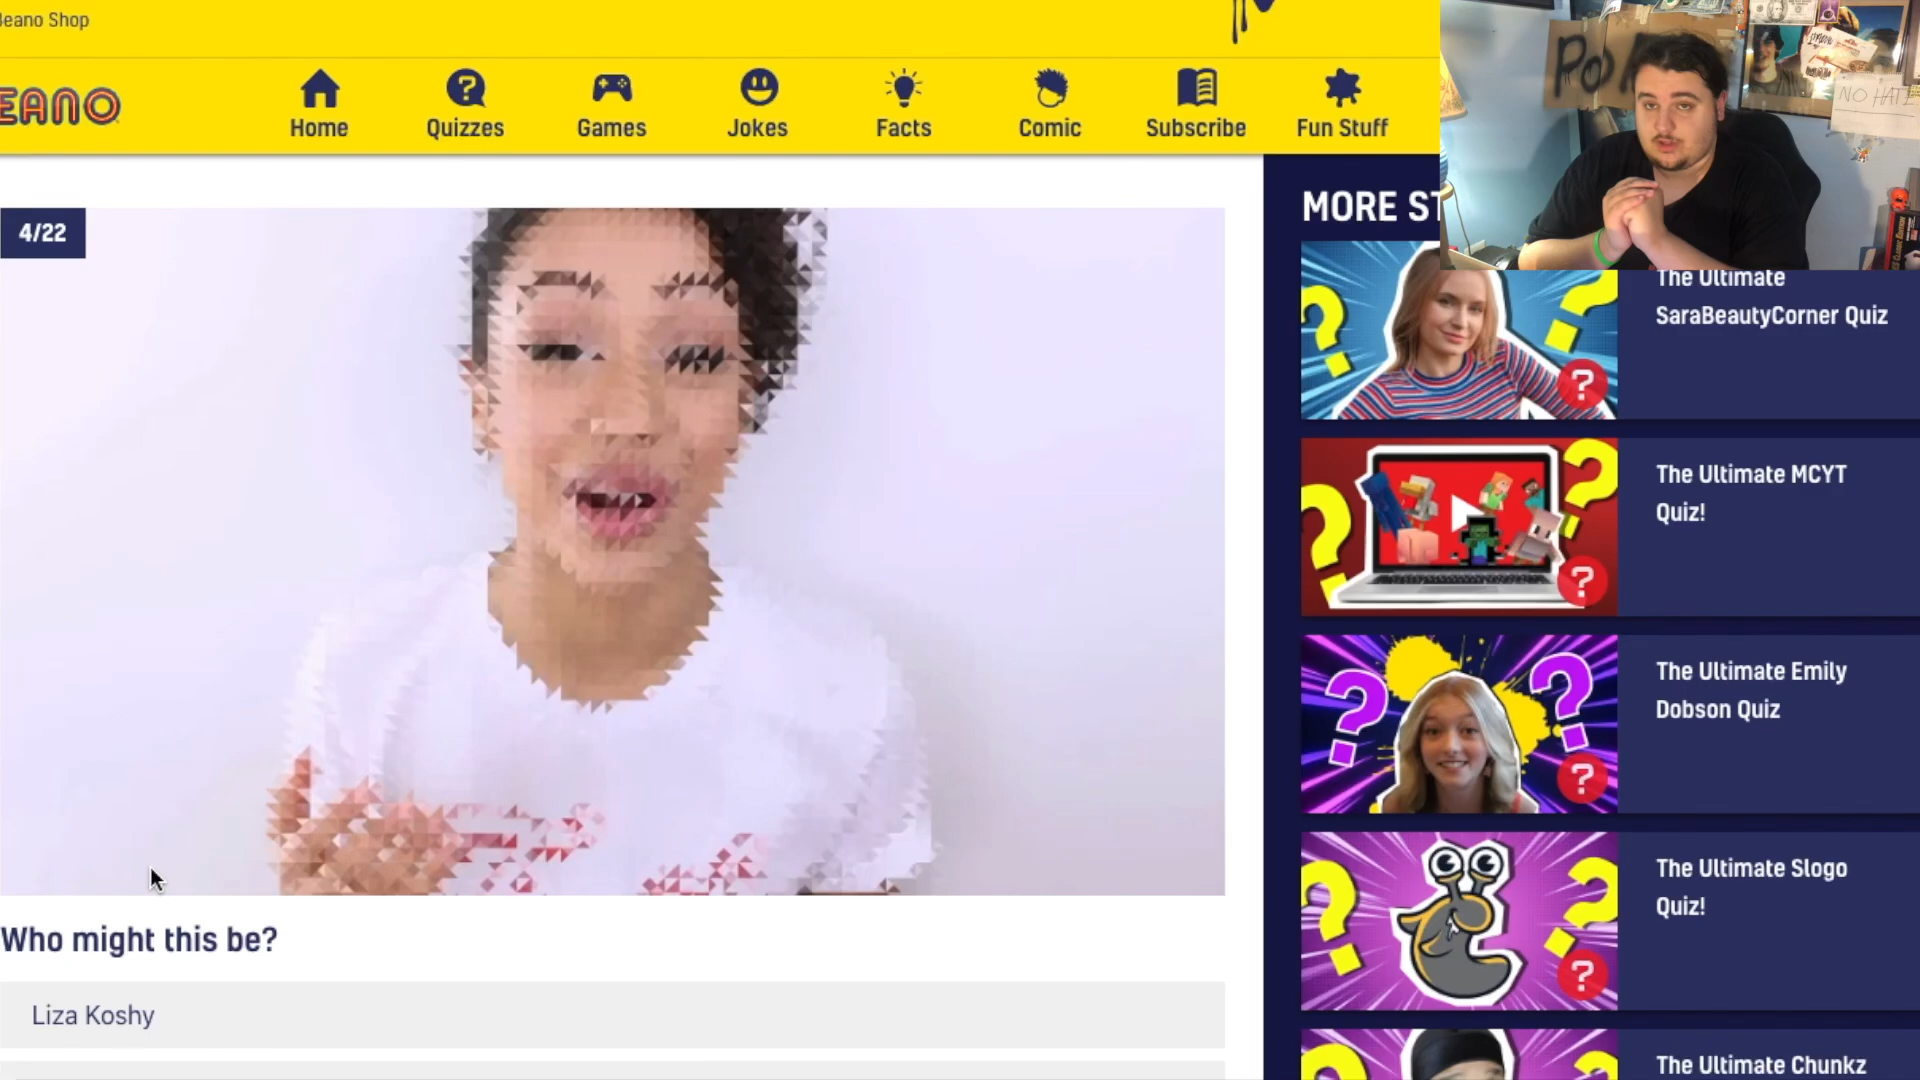 Beano Shop
EANO
Home
Quizzes
Games
Jokes
Facts
Comic
Subscribe
Fun Stuff
NO HATE
4/22
MORE ST
The Ultimate
SaraBeautyCorner Quiz
The Ultimate MCYT
Quiz!
The Ultimate Emily
Dobson Quiz
The Ultimate Slogo
Quiz!
The Ultimate Chunkz
Who might this be?
Liza Koshy